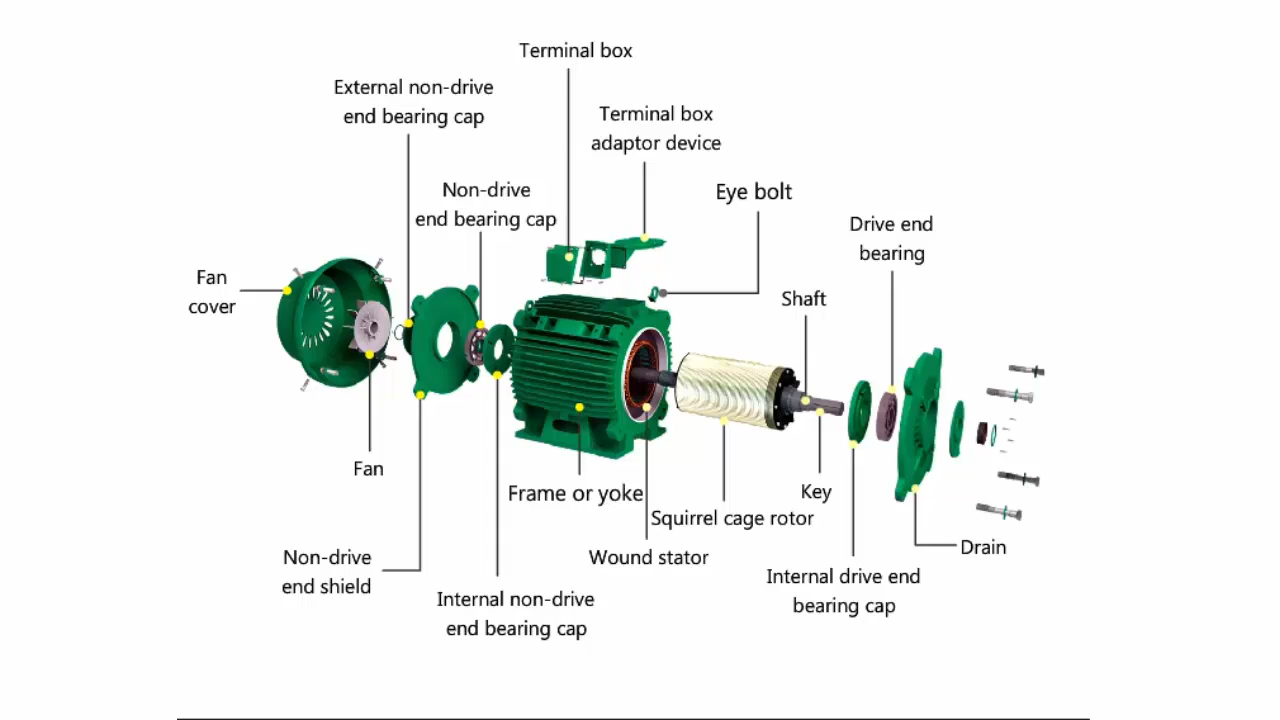 Terminal box
External non-drive
end bearing cap
Terminal box
adaptor device
Non-drive
end bearing cap
Eye bolt
Drive end
bearing
Fan
cover
Shaft
Fan
Frame or yoke
Key
Squirrel cage rotor
Wound stator
Drain
Non-drive
end shield
Internal drive end
bearing cap
Internal non-drive
end bearing cap